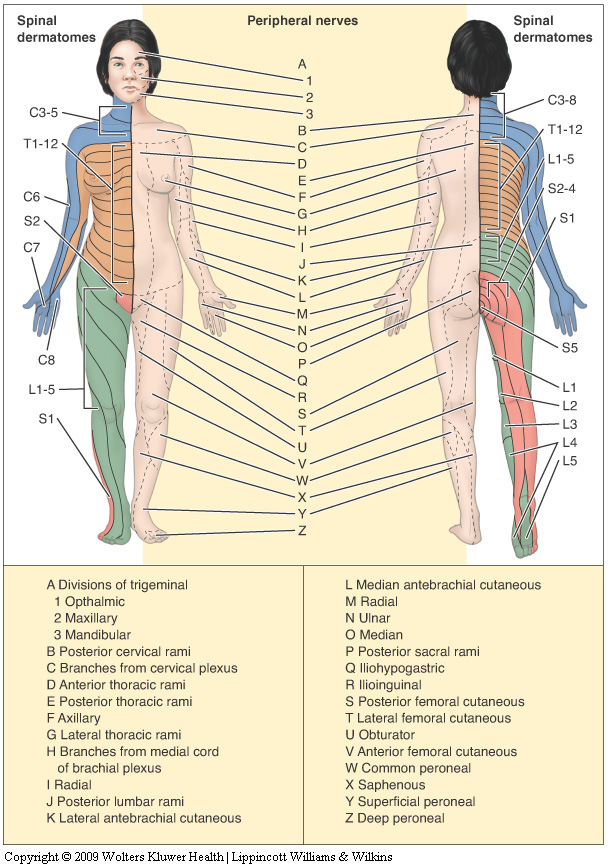 Spinal
dermatomes
Peripheral nerves
Spinal
dermatomes
C3-5
T1-12
C6
S2
C7
C8
L1-5
S1
A
1
2
3
B
C
D
E
F
G
H
I
J
K
L
M
N
O
P
Q
R
S
T
U
V
W
X
Y
Z
C3-8
T1-12
L1-5
S2-4
S1
S5
L1
L2
L3
L4
L5
A Divisions of trigeminal
1 Opthalmic
2 Maxillary
3 Mandibular
B Posterior cervical rami
C Branches from cervical plexus
D Anterior thoracic rami
E Posterior thoracic rami
F Axillary
G Lateral thoracic rami
H Branches from medial cord
of brachial plexus
I Radial
J Posterior lumbar rami
K Lateral antebrachial cutaneous
L Median antebrachial cutaneous
M Radial
N Ulnar
O Median
P Posterior sacral rami
Q Iliohypogastric
R Ilioinguinal
S Posterior femoral cutaneous
T Lateral femoral cutaneous
U Obturator
V Anterior femoral cutaneous
W Common peroneal
X Saphenous
Y Superficial peroneal
Z Deep peroneal
Copyright © 2009 Wolters Kluwer Health | Lippincott Williams & Wilkins